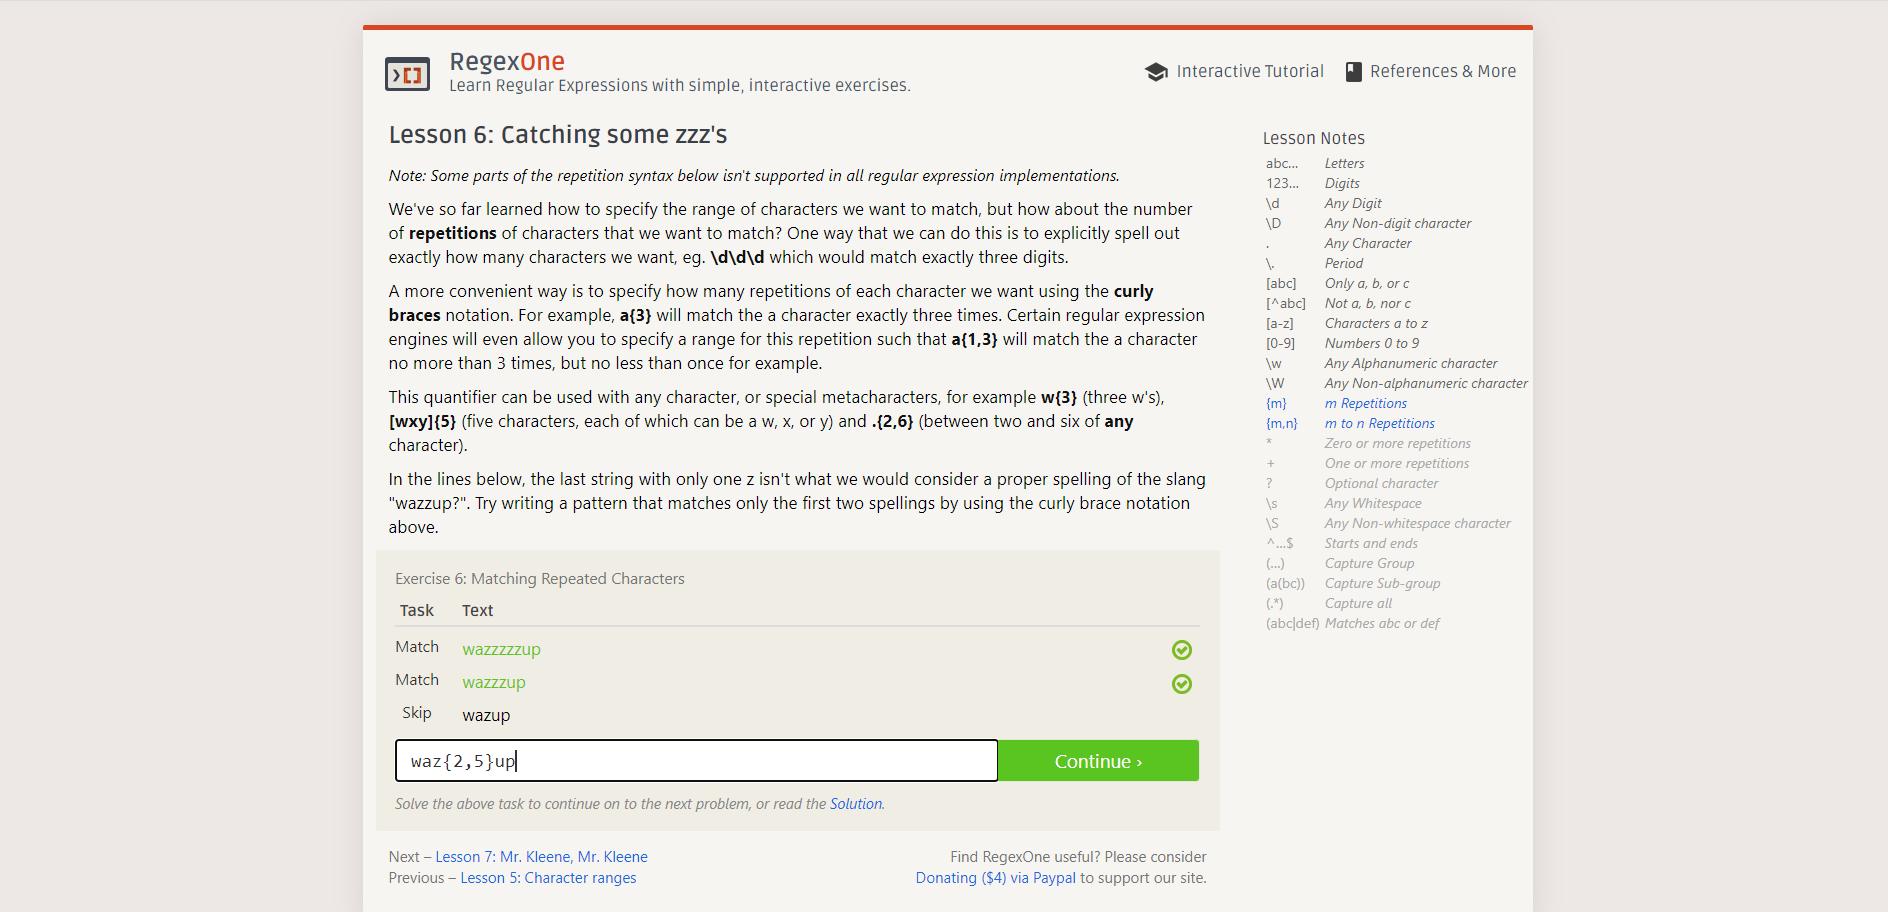 RegexOne
Learn Regular Expressions with simple, interactive exercises.
Interactive Tutorial
References & More
Lesson 6: Catching some zzz's
Note: Some parts of the repetition syntax below isn't supported in all regular expression implementations.
We've so far learned how to specify the range of characters we want to match, but how about the number
of repetitions of characters that we want to match? One way that we can do this is to explicitly spell out
exactly how many characters we want, eg. \d\d\d which would match exactly three digits.
A more convenient way is to specify how many repetitions of each character we want using the curly
braces notation. For example, a{3} will match the a character exactly three times. Certain regular expression
engines will even allow you to specify a range for this repetition such that a{1,3} will match the a character
no more than 3 times, but no less than once for example.
This quantifier can be used with any character, or special metacharacters, for example w{3} (three w's),
[wxy]{5} (five characters, each of which can be a w, x, or y) and .{2,6} (between two and six of any
character).
In the lines below, the last string with only one z isn't what we would consider a proper spelling of the slang
"wazzup?". Try writing a pattern that matches only the first two spellings by using the curly brace notation
above.
Exercise 6: Matching Repeated Characters
Task Text
Match wazzzzzup
Match wazzzup
Skip wazup
waz{2,5}up
Continue ›
Solve the above task to continue on to the next problem, or read the Solution.
Next – Lesson 7: Mr. Kleene, Mr. Kleene
Previous – Lesson 5: Character ranges
Find RegexOne useful? Please consider
Donating ($4) via Paypal to support our site.
Lesson Notes
abc… Letters
123… Digits
\d Any Digit
\D Any Non-digit character
. Any Character
\. Period
[abc] Only a, b, or c
[^abc] Not a, b, nor c
[a-z] Characters a to z
[0-9] Numbers 0 to 9
\w Any Alphanumeric character
\W Any Non-alphanumeric character
{m} m Repetitions
{m,n} m to n Repetitions
* Zero or more repetitions
+ One or more repetitions
? Optional character
\s Any Whitespace
\S Any Non-whitespace character
^…$ Starts and ends
(…) Capture Group
(a(bc)) Capture Sub-group
(.*) Capture all
(abc|def) Matches abc or def